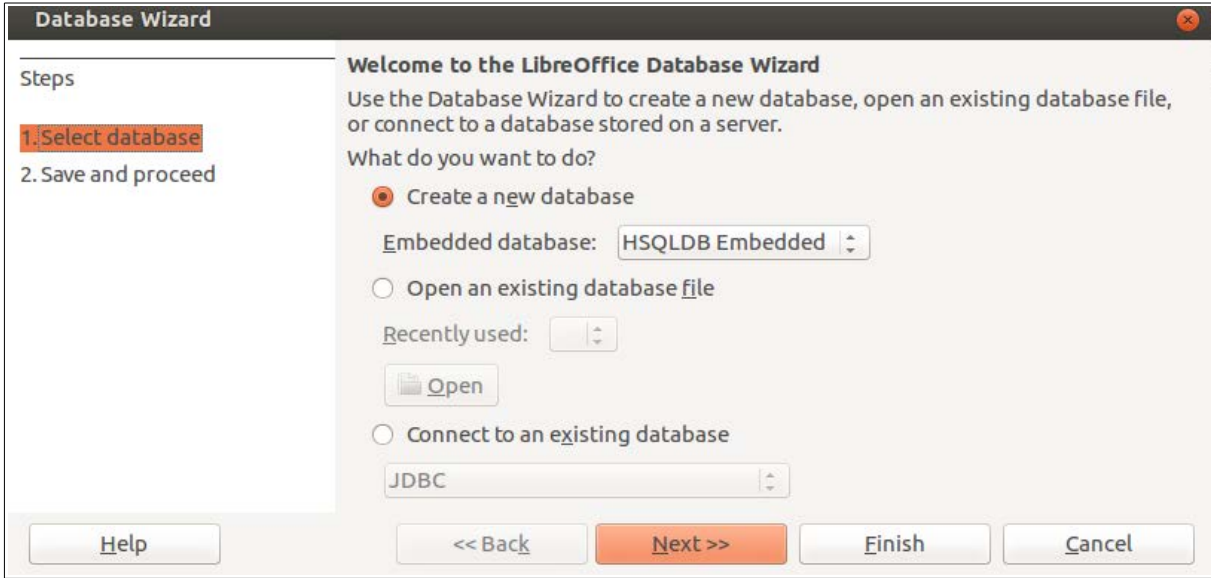 Database Wizard
Steps
1. Select database
2. Save and proceed
Welcome to the LibreOffice Database Wizard
Use the Database Wizard to create a new database, open an existing database file,
or connect to a database stored on a server.
What do you want to do?
Create a new database
Embedded database: HSQLDB Embedded
Open an existing database file
Recently used:
Open
Connect to an existing database
JDBC
Help << Back Next >> Finish Cancel